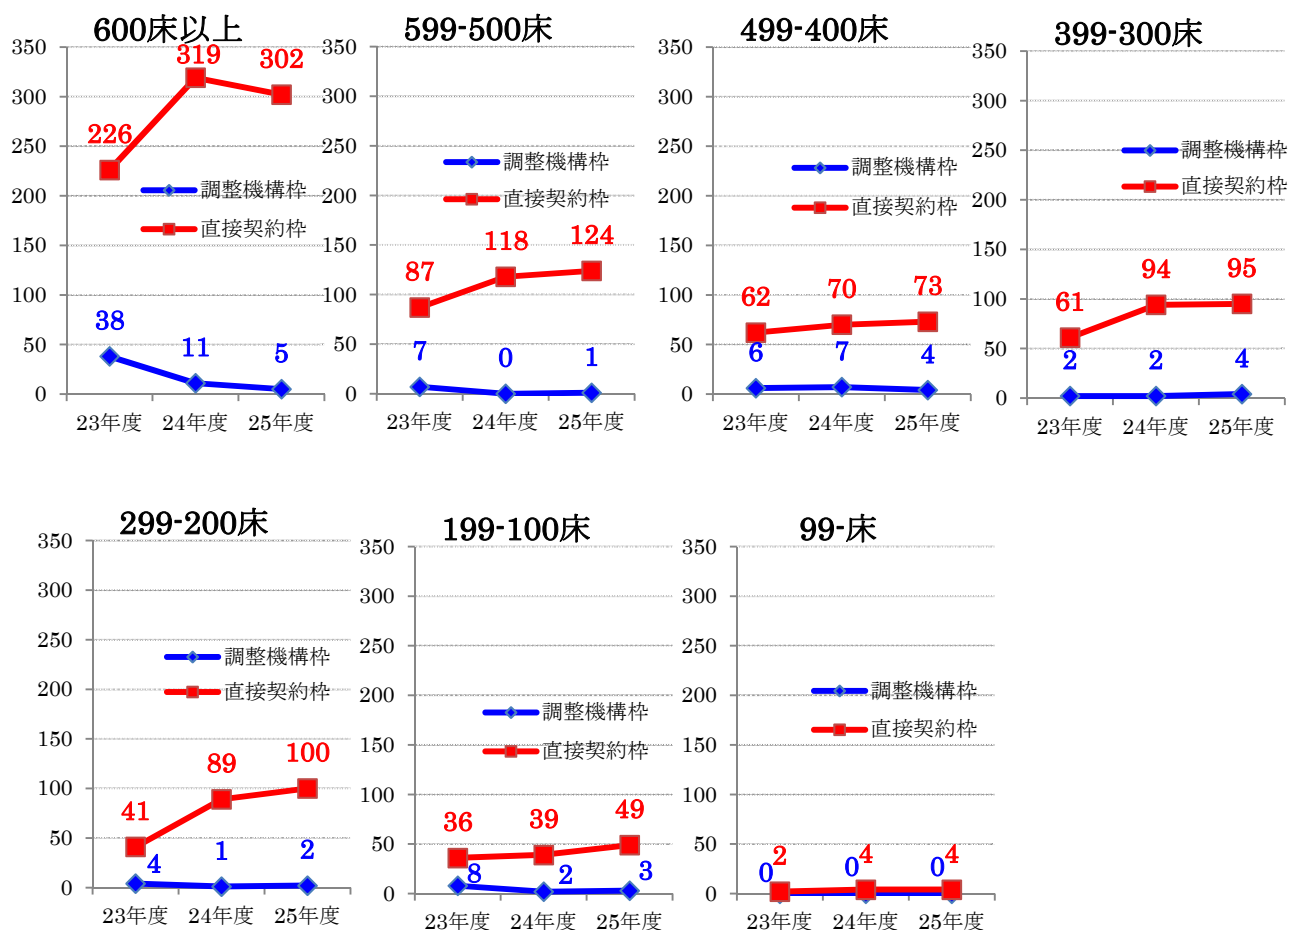 600床以上
350
300
250
200
150
100
50
0
226
319
302
38
11
5
調整機構枠
直接契約枠
23年度
24年度
25年度
599-500床
350
300
250
200
150
100
50
0
調整機構枠
直接契約枠
87
118
124
7
0
1
23年度
24年度
25年度
499-400床
350
300
250
200
150
100
50
0
調整機構枠
直接契約枠
62
70
73
6
7
4
23年度
24年度
25年度
399-300床
350
300
250
200
150
100
50
0
調整機構枠
直接契約枠
61
94
95
2
2
4
23年度
24年度
25年度
299-200床
350
300
250
200
150
100
50
0
調整機構枠
直接契約枠
41
89
100
4
1
2
23年度
24年度
25年度
199-100床
350
300
250
200
150
100
50
0
調整機構枠
直接契約枠
36
39
49
8
2
3
23年度
24年度
25年度
99-床
350
300
250
200
150
100
50
0
調整機構枠
直接契約枠
2
4
4
0
0
0
23年度
24年度
25年度